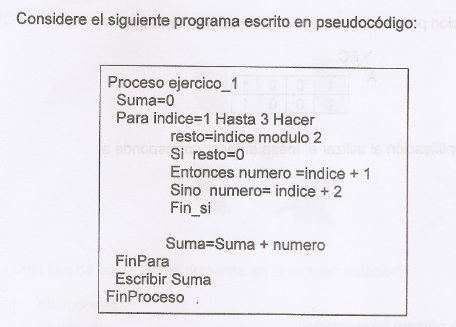 Considere el siguiente programa escrito en pseudocódigo:
Proceso ejercico_1
Suma=0
Para indice=1 Hasta 3 Hacer
resto=indice modulo 2
Si resto=0
Entonces numero =indice + 1
Sino numero= indice + 2
Fin_si
Suma=Suma + numero
FinPara
Escribir Suma
FinProceso .